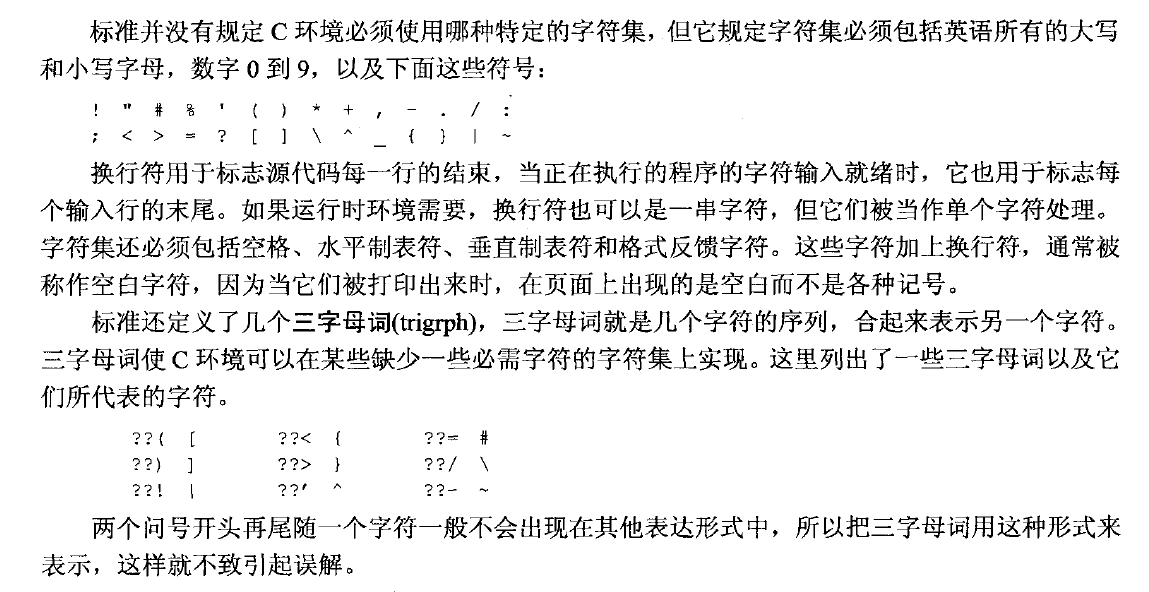 标准并没有规定 C 环境必须使用哪种特定的字符集，但它规定字符集必须包括英语所有的大写
和小写字母，数字 0 到 9，以及下面这些符号：
! " # % ' ( ) * + , - . / :
; < > = ? [ ] \ ^ _ { } | ~
换行符用于标志源代码每一行的结束，当正在执行的程序的字符输入就绪时，它也用于标志每
个输入行的末尾。如果运行时环境需要，换行符也可以是一串字符，但它们被当作单个字符处理。
字符集还必须包括空格、水平制表符、垂直制表符和格式反馈字符。这些字符加上换行符，通常被
称作空白字符，因为当它们被打印出来时，在页面上出现的是空白而不是各种记号。
标准还定义了几个三字母词(trigrph)，三字母词就是几个字符的序列，合起来表示另一个字符。
三字母词使 C 环境可以在某些缺少一些必需字符的字符集上实现。这里列出了一些三字母词以及它
们所代表的字符。
??( [ ??< { ??= #
??) ] ??> } ??/ \
??! | ??' ^ ??- ~
两个问号开头再尾随一个字符一般不会出现在其他表达形式中，所以把三字母词用这种形式来
表示，这样就不致引起误解。